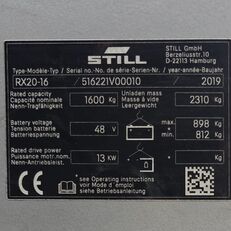 STILL
STILL GmbH
Berzeliusstr.10
D-22113 Hamburg
Type-Modèle-Typ / Serial no.-No. de série-Serien-Nr. / year-année-Baujahr
RX20-16 / 516221V00010 / 2019
Rated capacity
Capacité nominale
Nenn-Tragfähigkeit
1600 Kg
Unladen mass
Masse à vide
Leergewicht
2310 Kg
Battery voltage
Tension batterie
Batteriespannung
48 V
max 898 Kg
min 812 Kg
Rated drive power
Puissance motr.nom.
Nenn-Antriebsleistg.
13 KW
see Operating instructions
voir Mode d'emploi
siehe Betriebsanleitung
CE